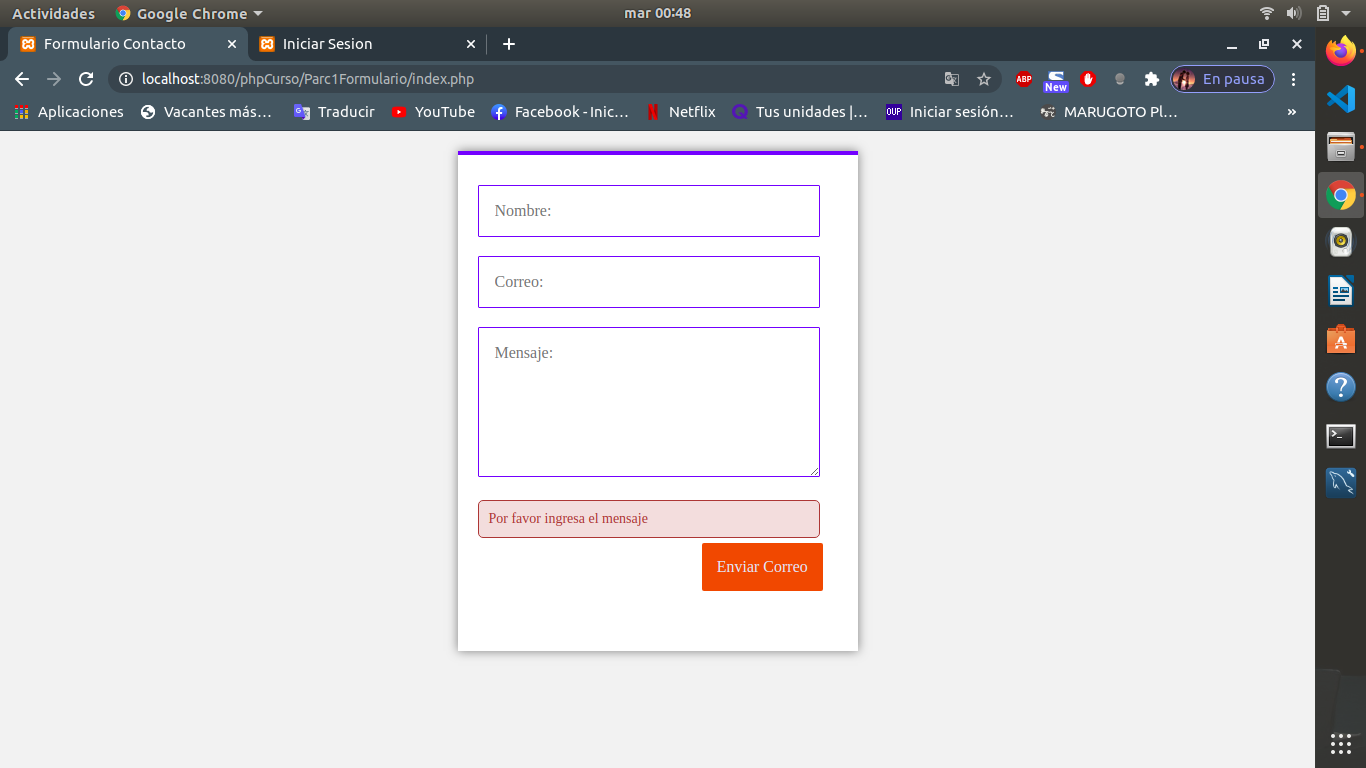 Actividades Google Chrome mar 00:48
Formulario Contacto Iniciar Sesion
localhost:8080/phpCurso/Parc1Formulario/index.php ABP New En pausa
Aplicaciones Vacantes más… Traducir YouTube Facebook - Inic… Netflix Tus unidades |… OUP Iniciar sesión… MARUGOTO Pl… »
Nombre:
Correo:
Mensaje:
Por favor ingresa el mensaje
Enviar Correo